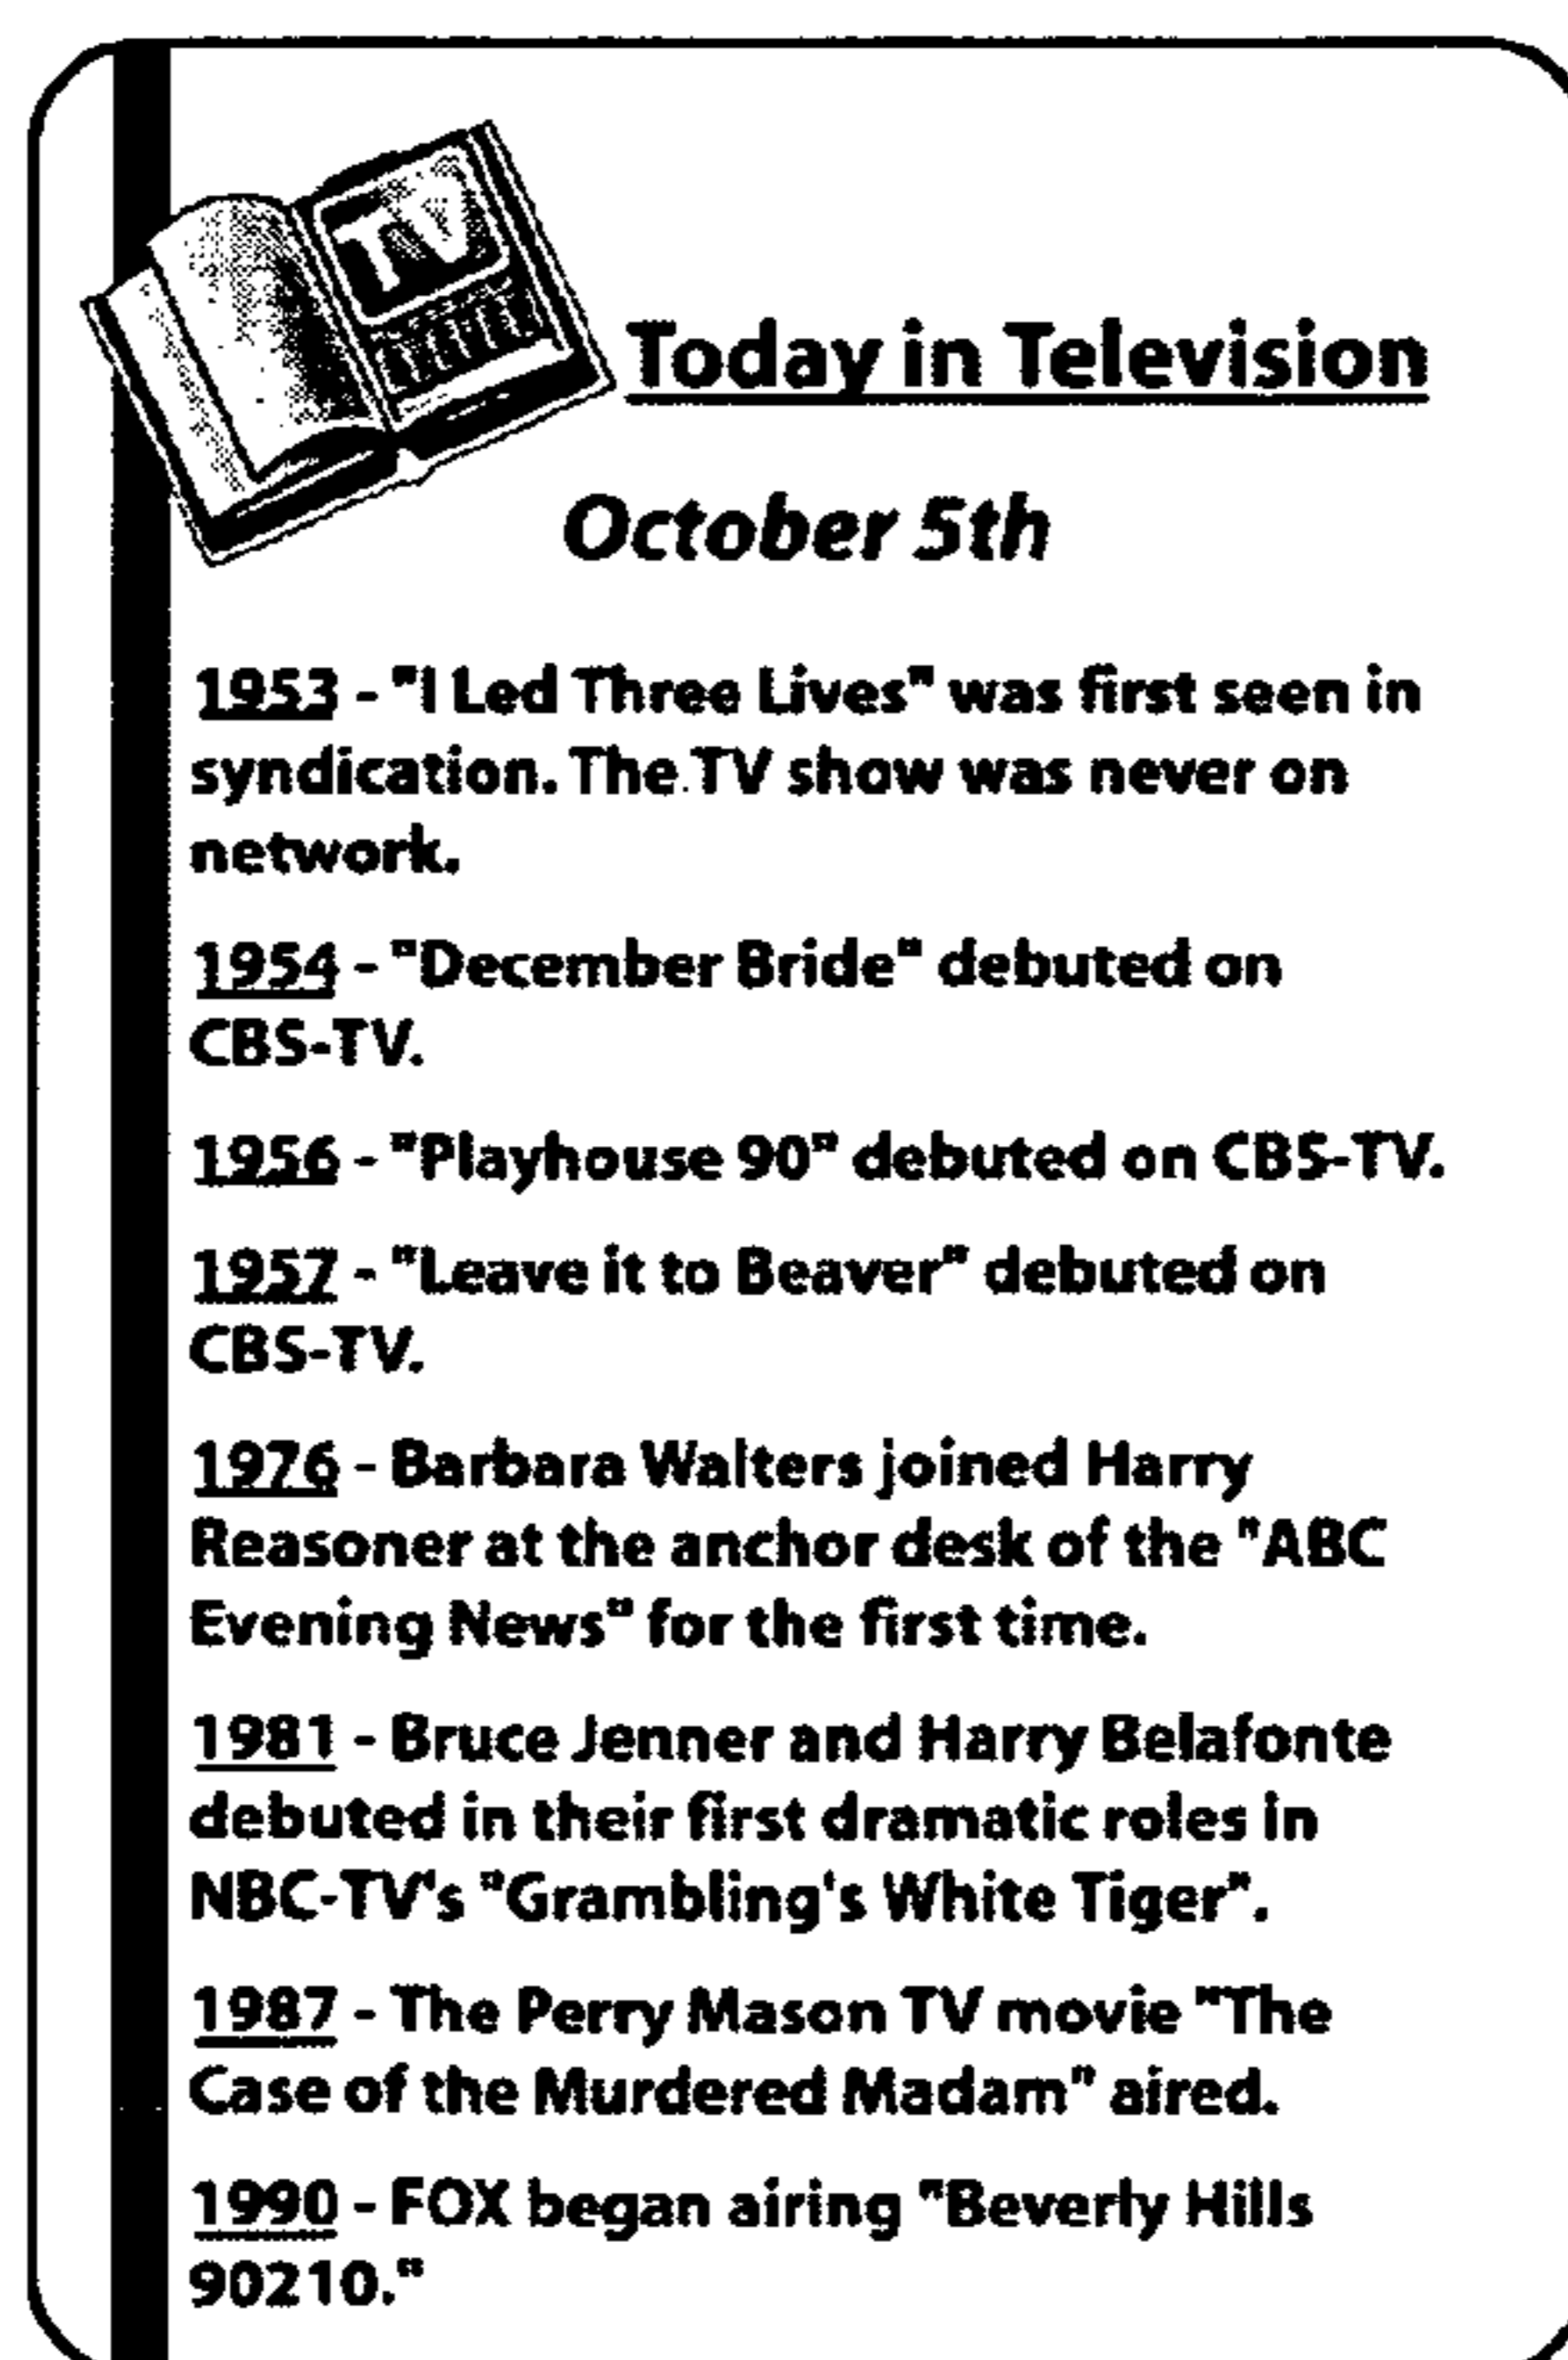 TV
Today in Television
October 5th
1953 - "I Led Three Lives" was first seen in
syndication. The TV show was never on
network.
1954 - "December Bride" debuted on
CBS-TV.
1956 - "Playhouse 90" debuted on CBS-TV.
1957 - "Leave it to Beaver" debuted on
CBS-TV.
1976 - Barbara Walters joined Harry
Reasoner at the anchor desk of the "ABC
Evening News" for the first time.
1981 - Bruce Jenner and Harry Belafonte
debuted in their first dramatic roles in
NBC-TV's "Grambling's White Tiger".
1987 - The Perry Mason TV movie "The
Case of the Murdered Madam" aired.
1990 - FOX began airing "Beverly Hills
90210."